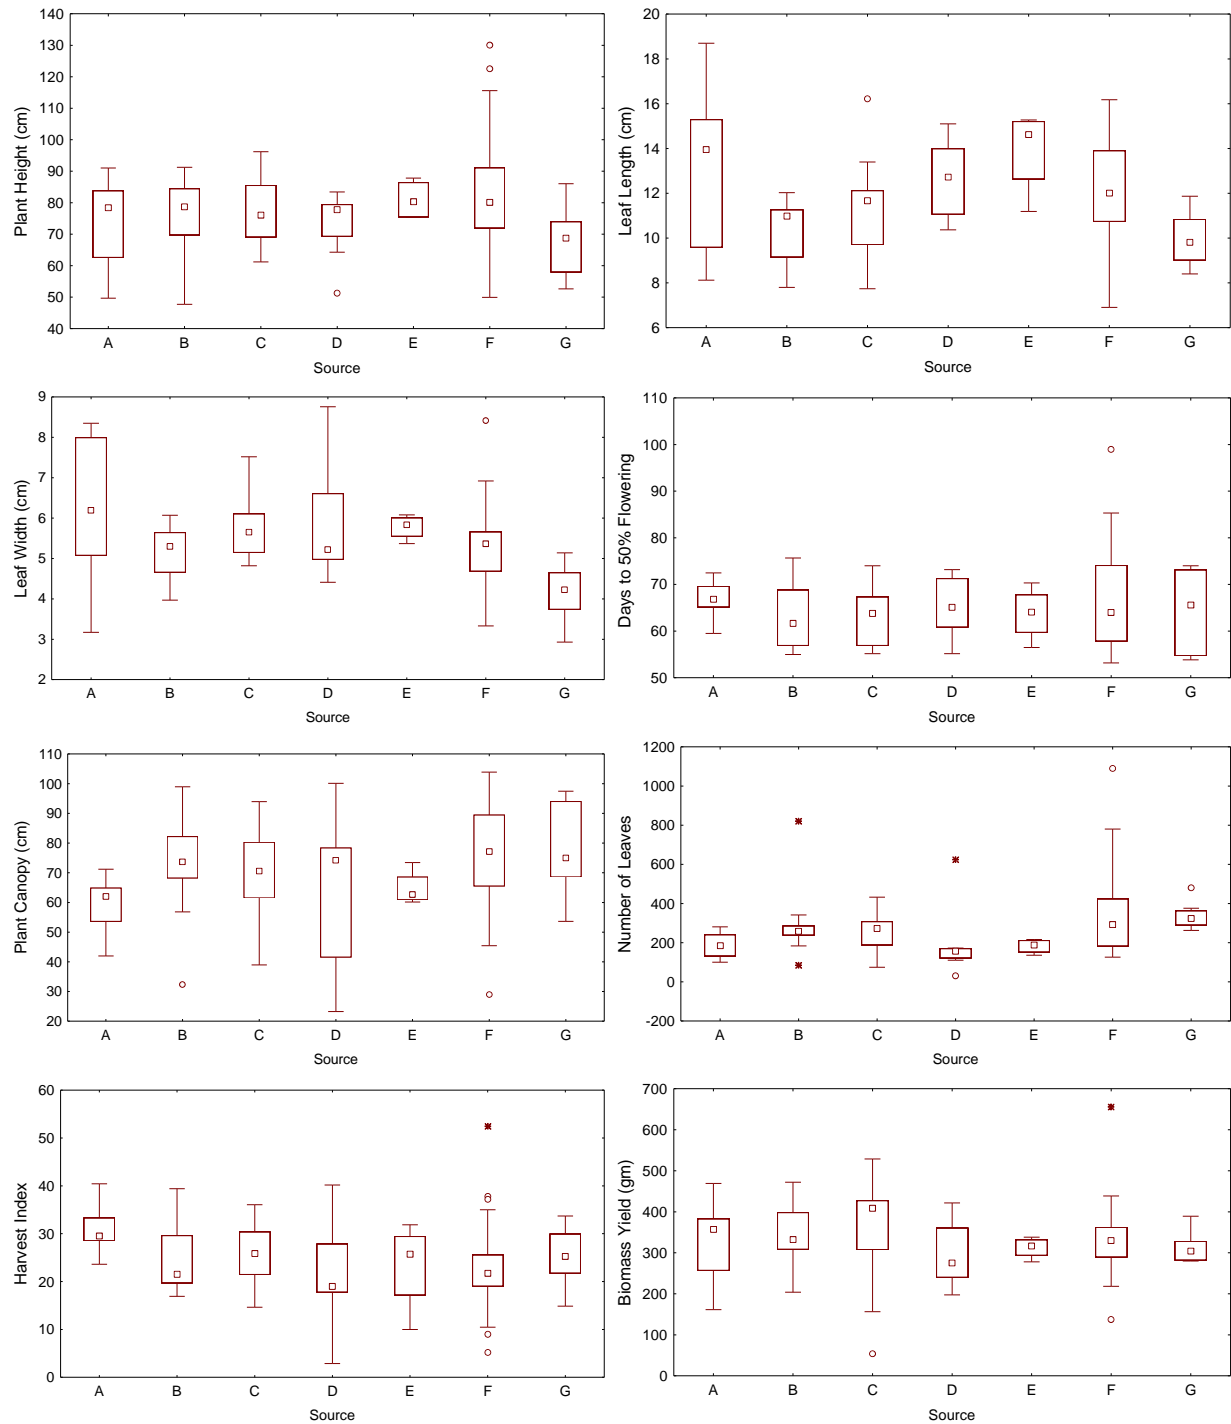 Plant Height (cm)
140
130
120
110
100
90
80
70
60
50
40
A B C D E F G
Source
Leaf Length (cm)
20
18
16
14
12
10
8
6
A B C D E F G
Source
Leaf Width (cm)
9
8
7
6
5
4
3
2
A B C D E F G
Source
Days to 50% Flowering
110
100
90
80
70
60
50
A B C D E F G
Source
Plant Canopy (cm)
110
100
90
80
70
60
50
40
30
20
A B C D E F G
Source
Number of Leaves
1200
1000
800
600
400
200
0
-200
A B C D E F G
Source
Harvest Index
60
50
40
30
20
10
0
A B C D E F G
Source
Biomass Yield (gm)
700
600
500
400
300
200
100
0
A B C D E F G
Source